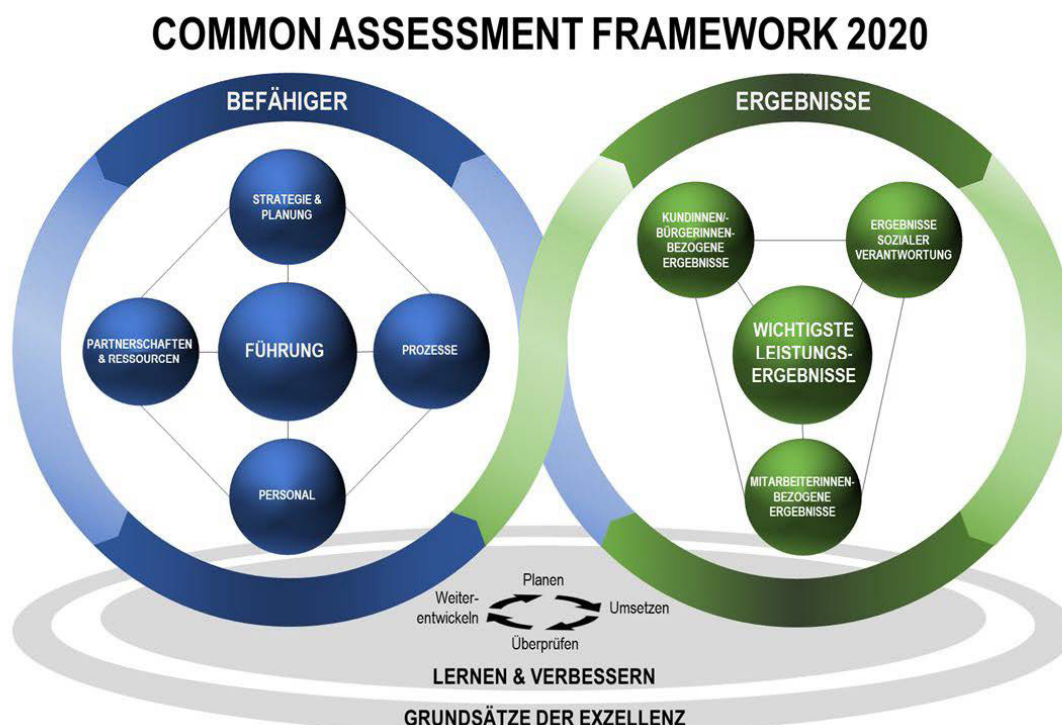 COMMON ASSESSMENT FRAMEWORK 2020
BEFÄHIGER
STRATEGIE &
PLANUNG
PARTNERSCHAFTEN
& RESSOURCEN
FÜHRUNG
PROZESSE
PERSONAL
ERGEBNISSE
KUNDINNEN/-
BÜRGERINNEN-
BEZOGENE
ERGEBNISSE
ERGEBNISSE
SOZIALER
VERANTWORTUNG
WICHTIGSTE
LEISTUNGS-
ERGEBNISSE
MITARBEITERINNEN-
BEZOGENE
ERGEBNISSE
Planen
Umsetzen
Überprüfen
Weiter-
entwickeln
LERNEN & VERBESSERN
GRUNDSÄTZE DER EXZELLENZ